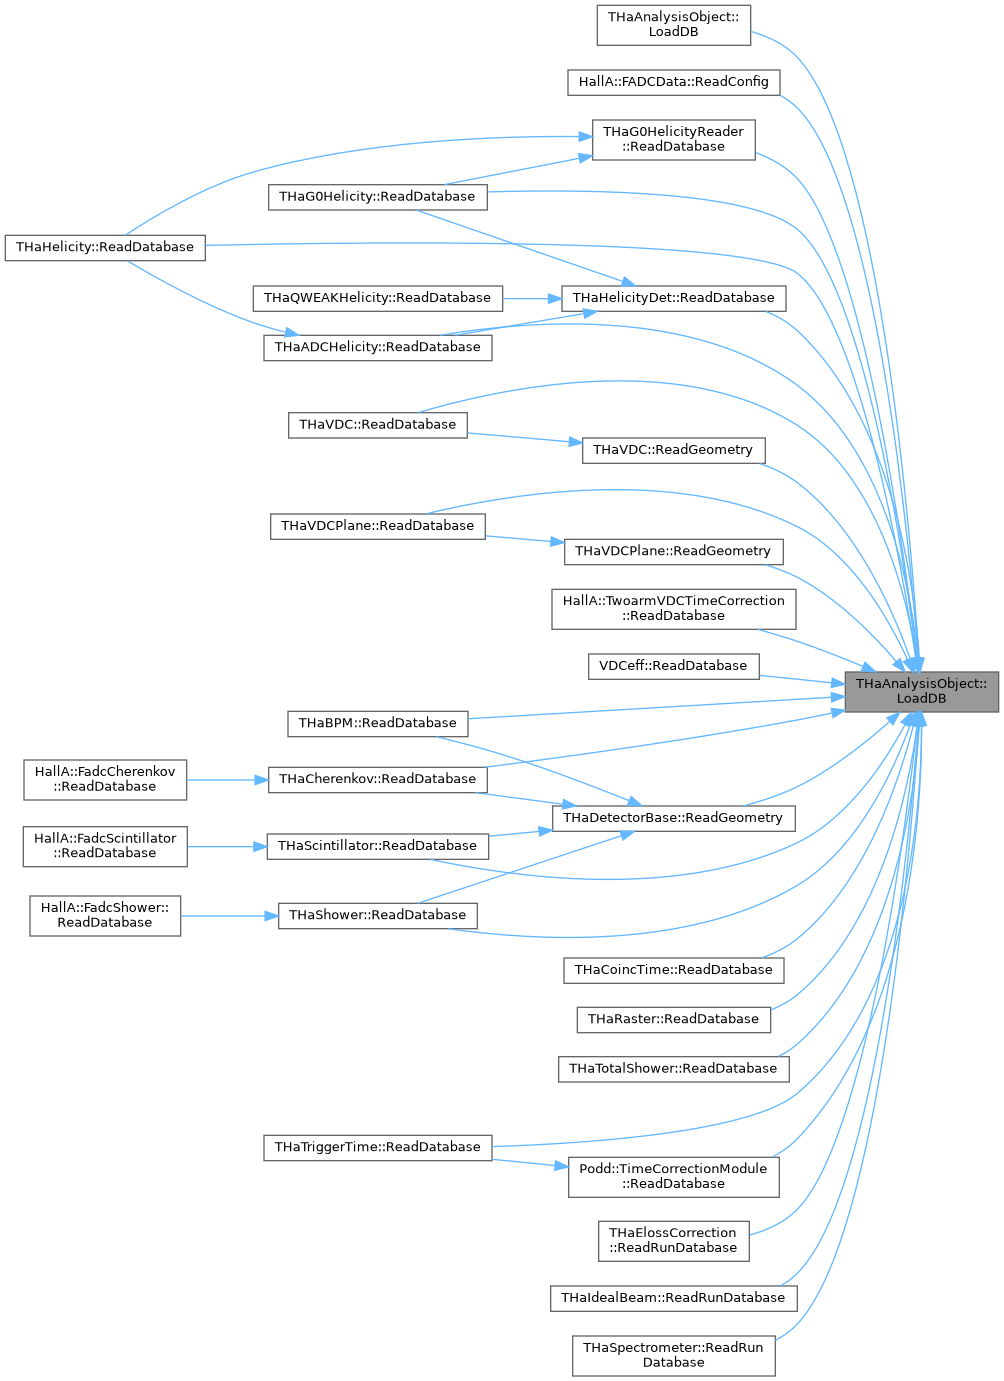 THaAnalysisObject::
LoadDB
HallA::FADCData::ReadConfig
THaG0HelicityReader
::ReadDatabase
THaG0Helicity::ReadDatabase
THaHelicity::ReadDatabase
THaQWEAKHelicity::ReadDatabase
THaHelicityDet::ReadDatabase
THaADCHelicity::ReadDatabase
THaVDC::ReadDatabase
THaVDC::ReadGeometry
THaVDCPlane::ReadDatabase
THaVDCPlane::ReadGeometry
HallA::TwoarmVDCTimeCorrection
::ReadDatabase
VDCeff::ReadDatabase
THaAnalysisObject::
LoadDB
THaBPM::ReadDatabase
HallA::FadcCherenkov
::ReadDatabase
THaCherenkov::ReadDatabase
THaDetectorBase::ReadGeometry
HallA::FadcScintillator
::ReadDatabase
THaScintillator::ReadDatabase
HallA::FadcShower::
ReadDatabase
THaShower::ReadDatabase
THaCoincTime::ReadDatabase
THaRaster::ReadDatabase
THaTotalShower::ReadDatabase
THaTriggerTime::ReadDatabase
Podd::TimeCorrectionModule
::ReadDatabase
THaElossCorrection
::ReadRunDatabase
THaIdealBeam::ReadRunDatabase
THaSpectrometer::ReadRun
Database